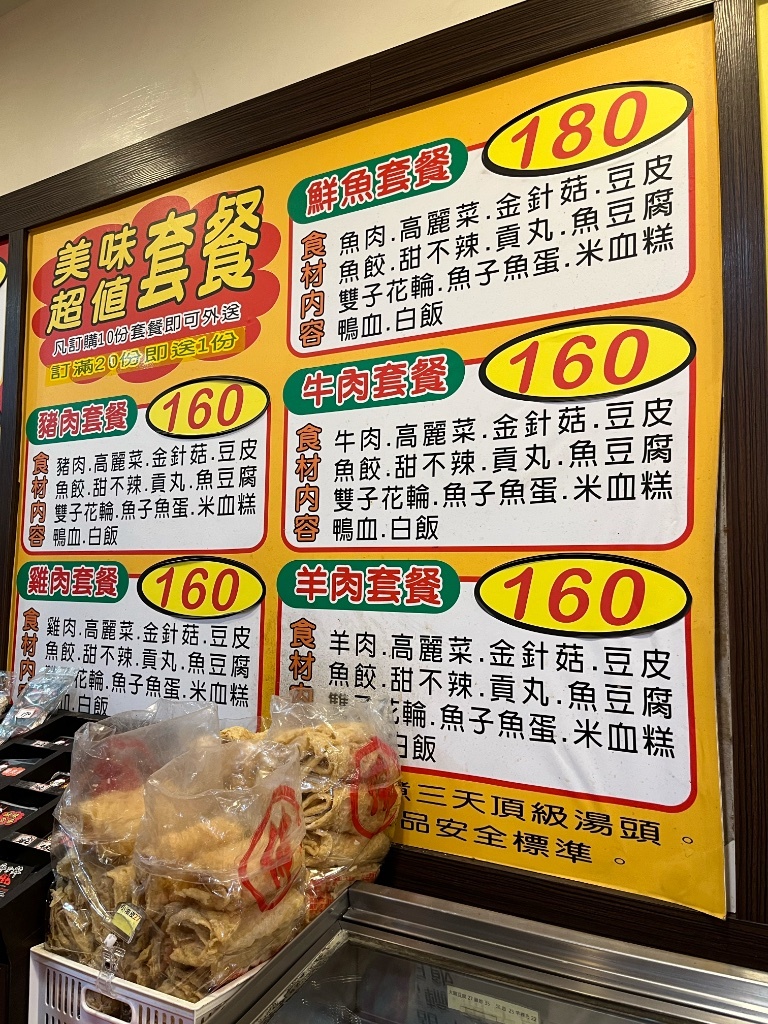 美味
超值套餐
凡訂購10份套餐即可外送
訂滿20份即送1份
豬肉套餐 160
食材內容
豬肉.高麗菜.金針菇.豆皮
魚餃.甜不辣.貢丸.魚豆腐
雙子花輪.魚子魚蛋.米血糕
鴨血.白飯
雞肉套餐 160
食材內
雞肉.高麗菜.金針菇.豆皮
魚餃.甜不辣.貢丸.魚豆腐
花輪.魚子魚蛋.米血糕
.白飯
鮮魚套餐 180
食材內容
魚肉.高麗菜.金針菇.豆皮
魚餃.甜不辣.貢丸.魚豆腐
雙子花輪.魚子魚蛋.米血糕
鴨血.白飯
牛肉套餐 160
食材內容
牛肉.高麗菜.金針菇.豆皮
魚餃.甜不辣.貢丸.魚豆腐
雙子花輪.魚子魚蛋.米血糕
鴨血.白飯
羊肉套餐 160
食材內
羊肉.高麗菜.金針菇.豆皮
魚餃.甜不辣.貢丸.魚豆腐
花輪.魚子魚蛋.米血糕
白飯
三天頂級湯頭。
品安全標準。